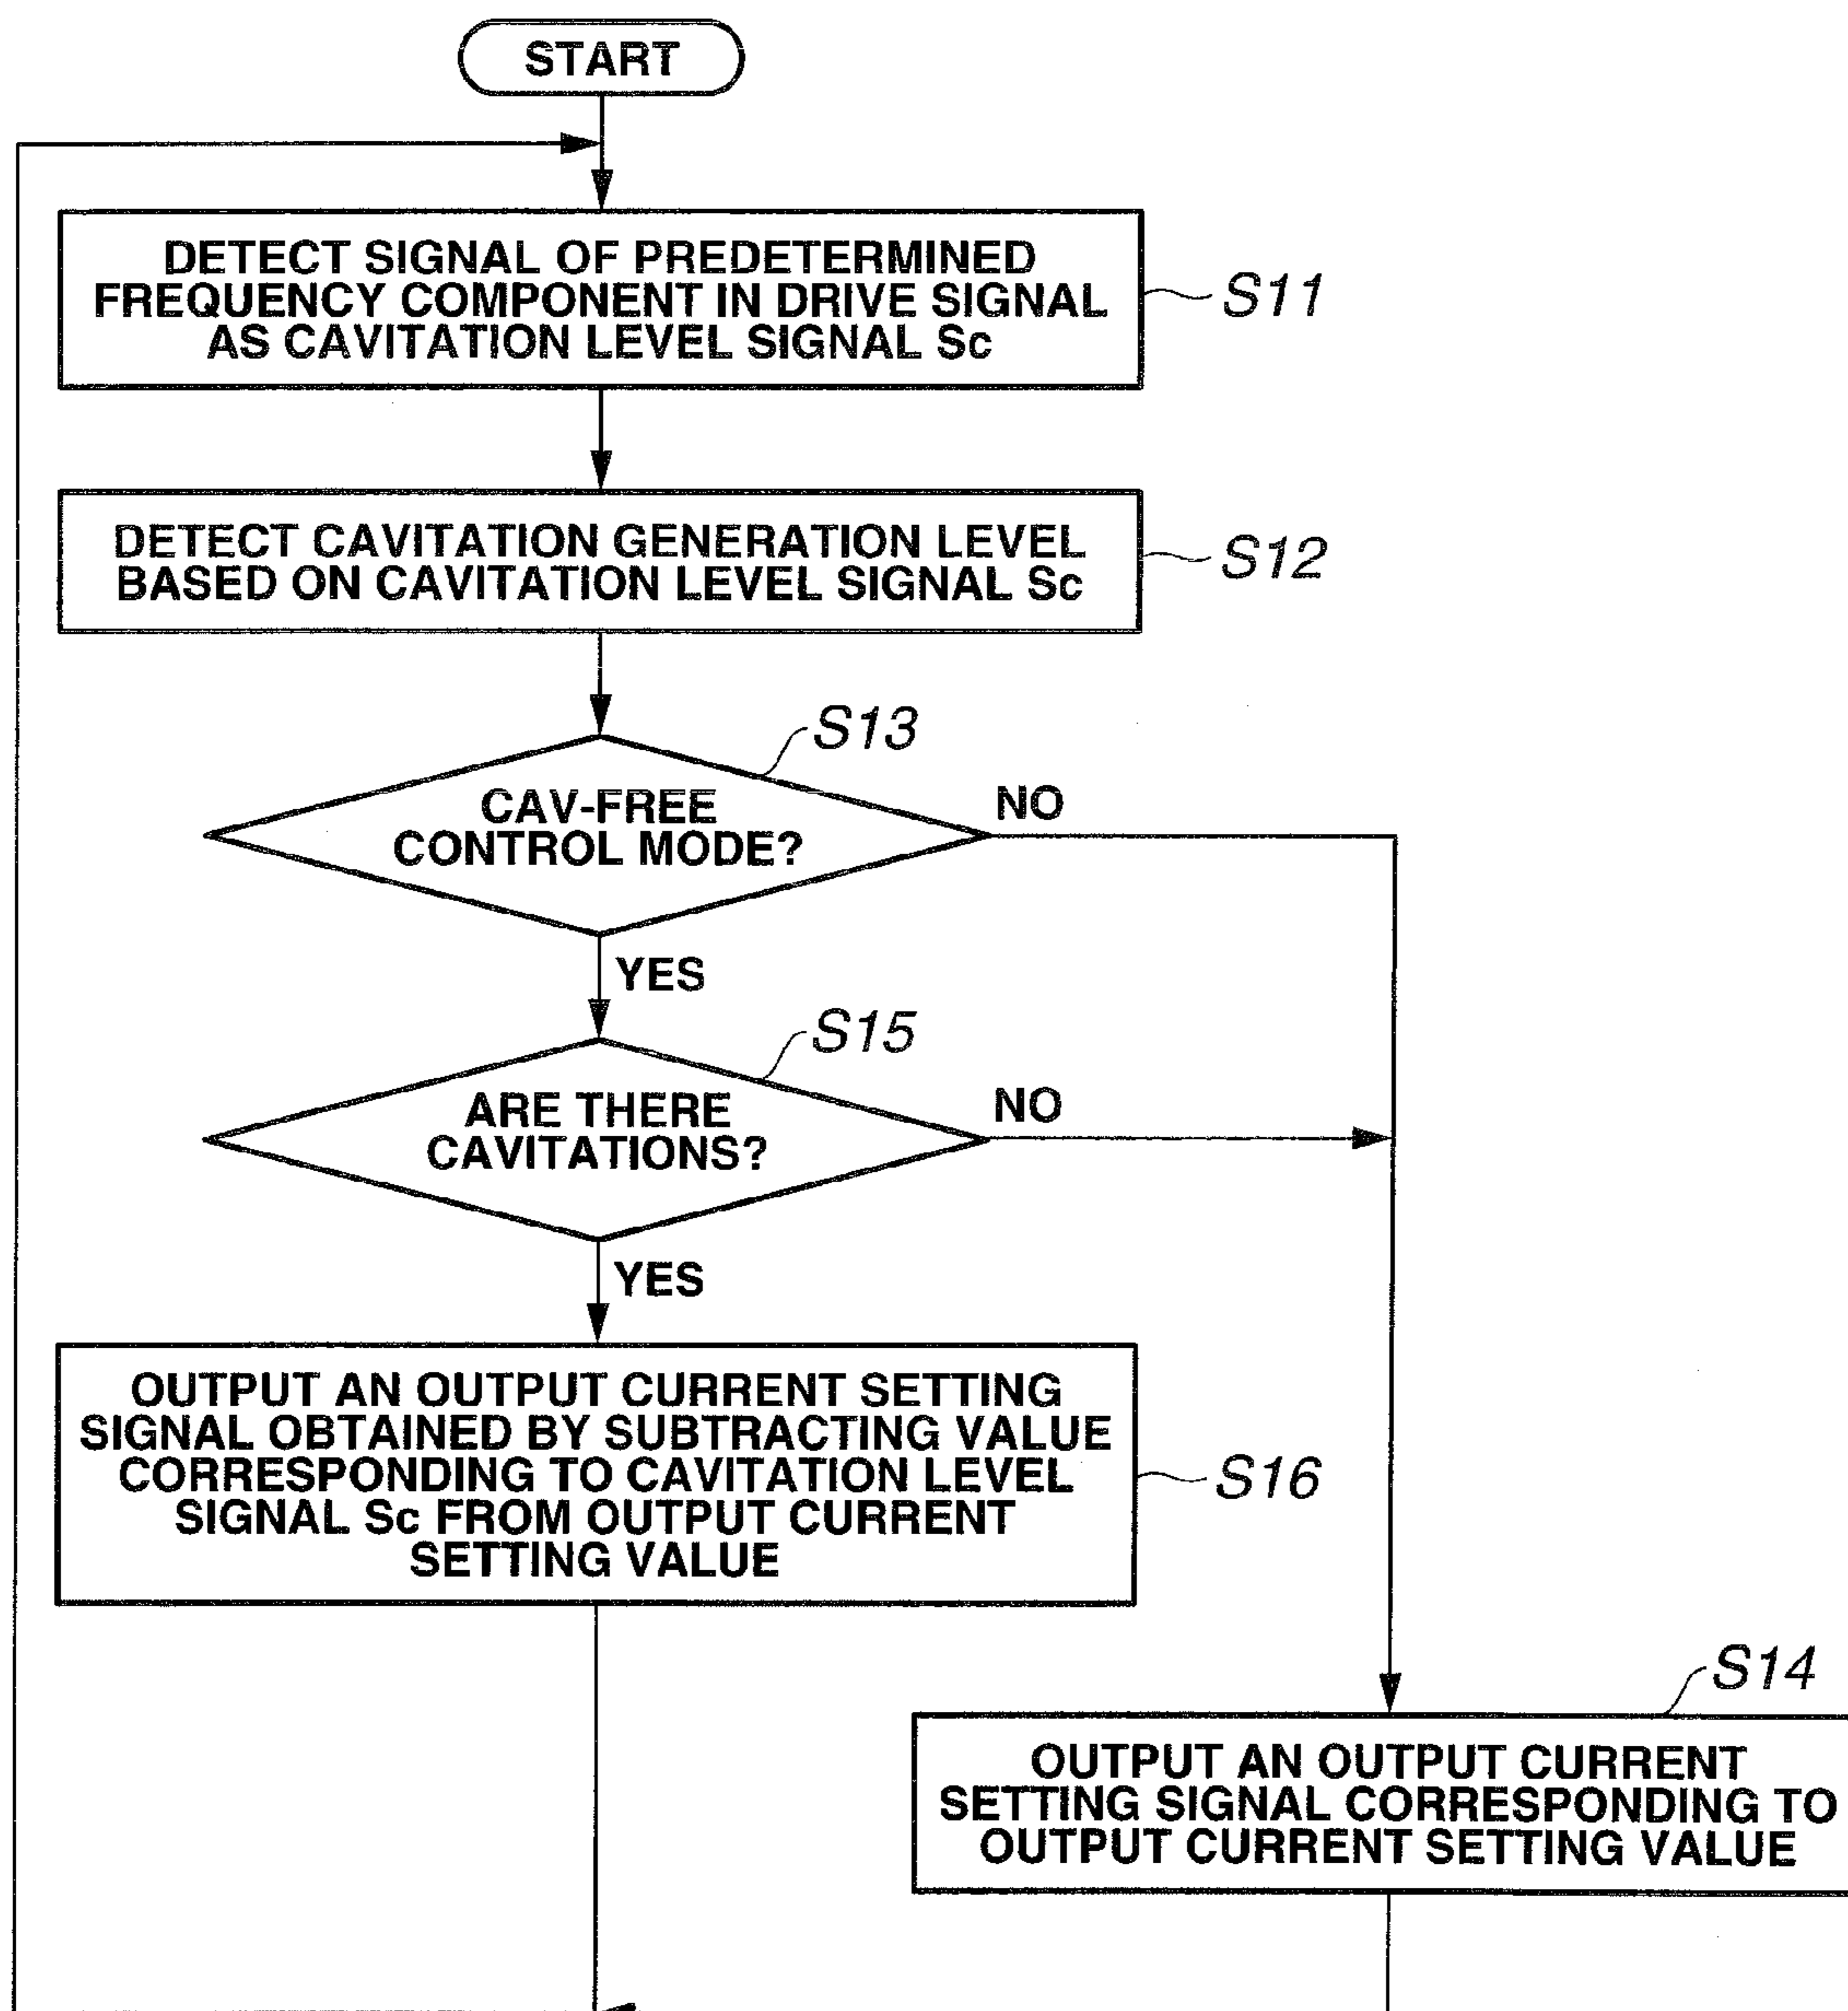 START
DETECT SIGNAL OF PREDETERMINED
FREQUENCY COMPONENT IN DRIVE SIGNAL
AS CAVITATION LEVEL SIGNAL Sc
S11
DETECT CAVITATION GENERATION LEVEL
BASED ON CAVITATION LEVEL SIGNAL Sc
S12
S13
CAV-FREE
CONTROL MODE?
NO
YES
S15
ARE THERE
CAVITATIONS?
NO
YES
OUTPUT AN OUTPUT CURRENT SETTING
SIGNAL OBTAINED BY SUBTRACTING VALUE
CORRESPONDING TO CAVITATION LEVEL
SIGNAL Sc FROM OUTPUT CURRENT
SETTING VALUE
S16
S14
OUTPUT AN OUTPUT CURRENT
SETTING SIGNAL CORRESPONDING TO
OUTPUT CURRENT SETTING VALUE